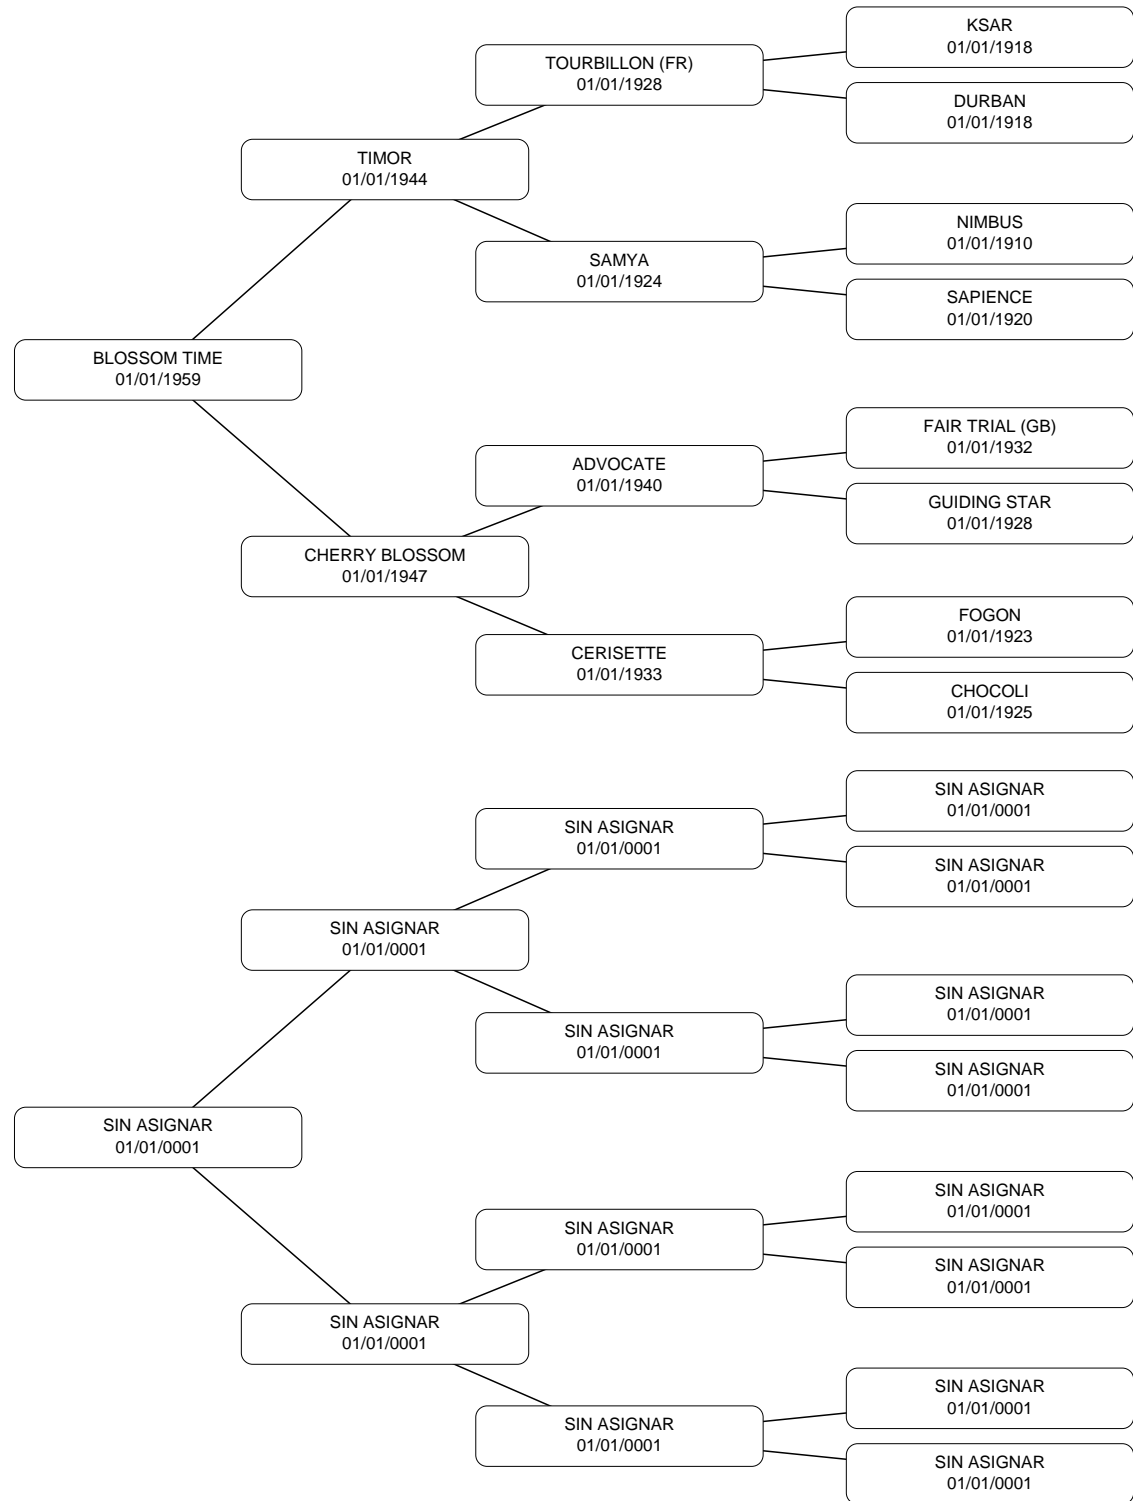 KSAR
01/01/1918
TOURBILLON (FR)
01/01/1928
DURBAN
01/01/1918
TIMOR
01/01/1944
NIMBUS
01/01/1910
SAMYA
01/01/1924
SAPIENCE
01/01/1920
BLOSSOM TIME
01/01/1959
FAIR TRIAL (GB)
01/01/1932
ADVOCATE
01/01/1940
GUIDING STAR
01/01/1928
CHERRY BLOSSOM
01/01/1947
FOGON
01/01/1923
CERISETTE
01/01/1933
CHOCOLI
01/01/1925
SIN ASIGNAR
01/01/0001
SIN ASIGNAR
01/01/0001
SIN ASIGNAR
01/01/0001
SIN ASIGNAR
01/01/0001
SIN ASIGNAR
01/01/0001
SIN ASIGNAR
01/01/0001
SIN ASIGNAR
01/01/0001
SIN ASIGNAR
01/01/0001
SIN ASIGNAR
01/01/0001
SIN ASIGNAR
01/01/0001
SIN ASIGNAR
01/01/0001
SIN ASIGNAR
01/01/0001
SIN ASIGNAR
01/01/0001
SIN ASIGNAR
01/01/0001
SIN ASIGNAR
01/01/0001